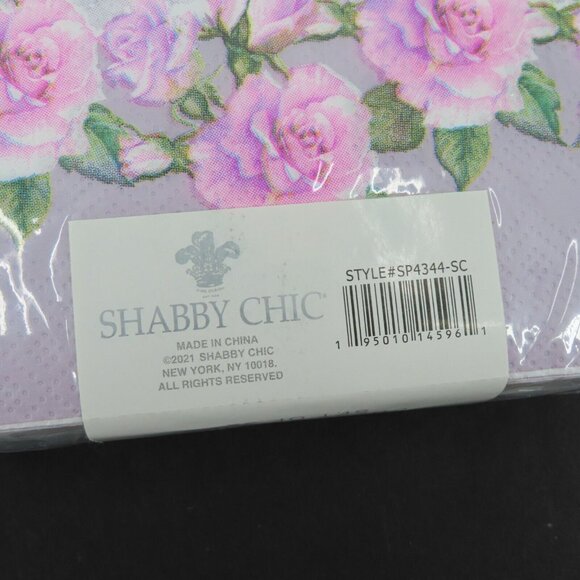 SHABBY CHIC®
MADE IN CHINA
©2021 SHABBY CHIC
NEW YORK, NY 10018.
ALL RIGHTS RESERVED
STYLE#SP4344-SC
1 95010 14596 1